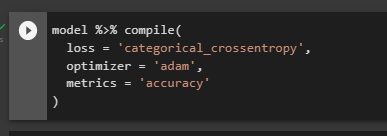 model %>% compile(
  loss = 'categorical_crossentropy',
  optimizer = 'adam',
  metrics = 'accuracy'
)